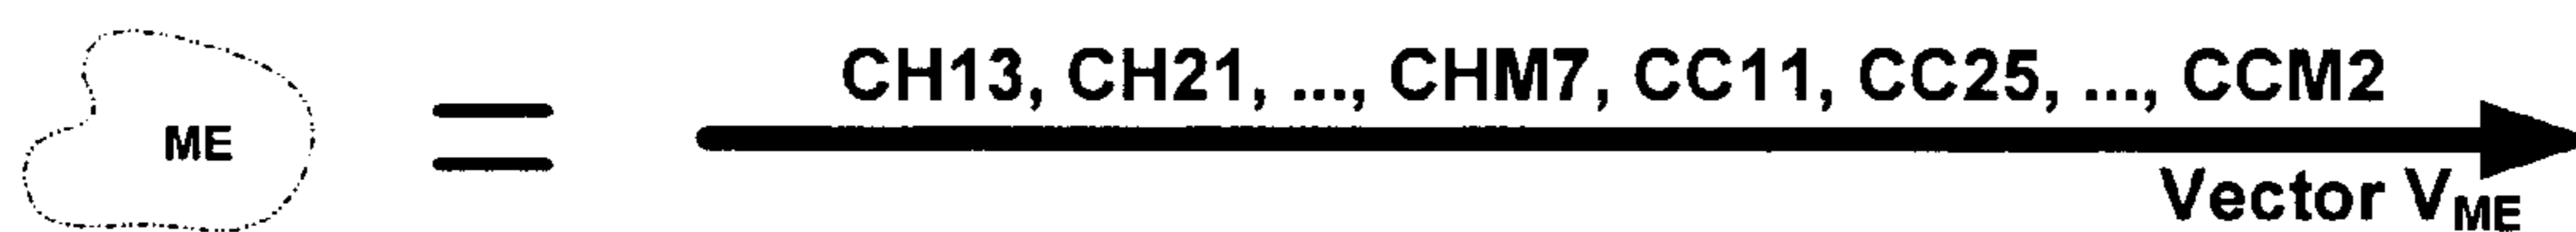 CH13, CH21, ..., CHM7, CC11, CC25, ..., CCM2
ME =
Vector VME